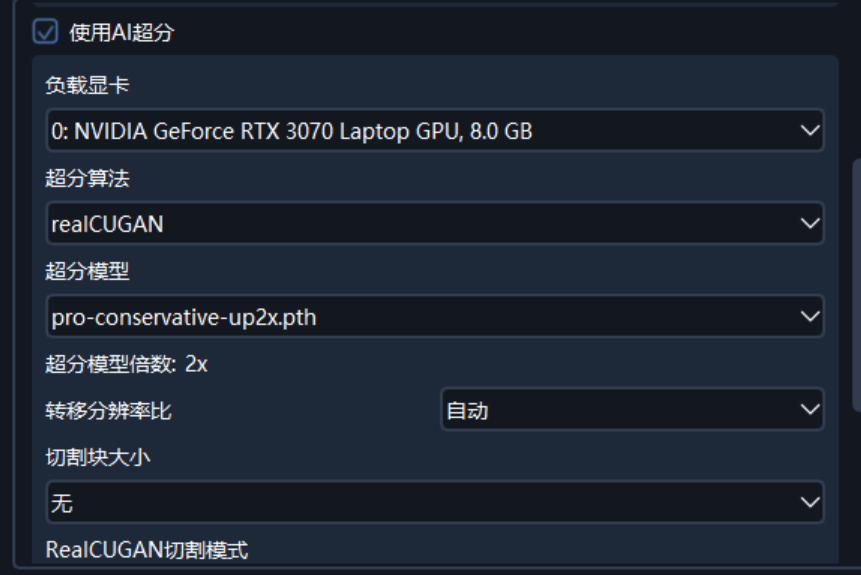 使用AI超分
负载显卡
0: NVIDIA GeForce RTX 3070 Laptop GPU, 8.0 GB
超分算法
realCUGAN
超分模型
pro-conservative-up2x.pth
超分模型倍数: 2x
转移分辨率比 自动
切割块大小
无
RealCUGAN切割模式